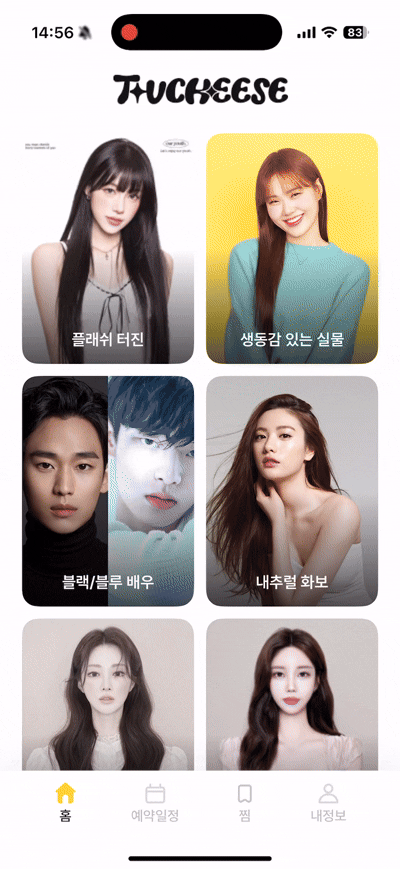 14:56
83
TUCKEESE
플래쉬 터진
생동감 있는 실물
블랙/블루 배우
내추럴 화보
홈
예약일정
찜
내정보